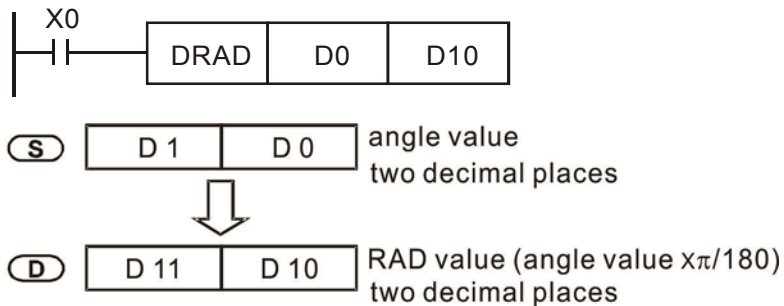 X0
DRAD D0 D10
S D 1 D 0 angle value
two decimal places
D D 11 D 10 RAD value (angle value xπ/180)
two decimal places